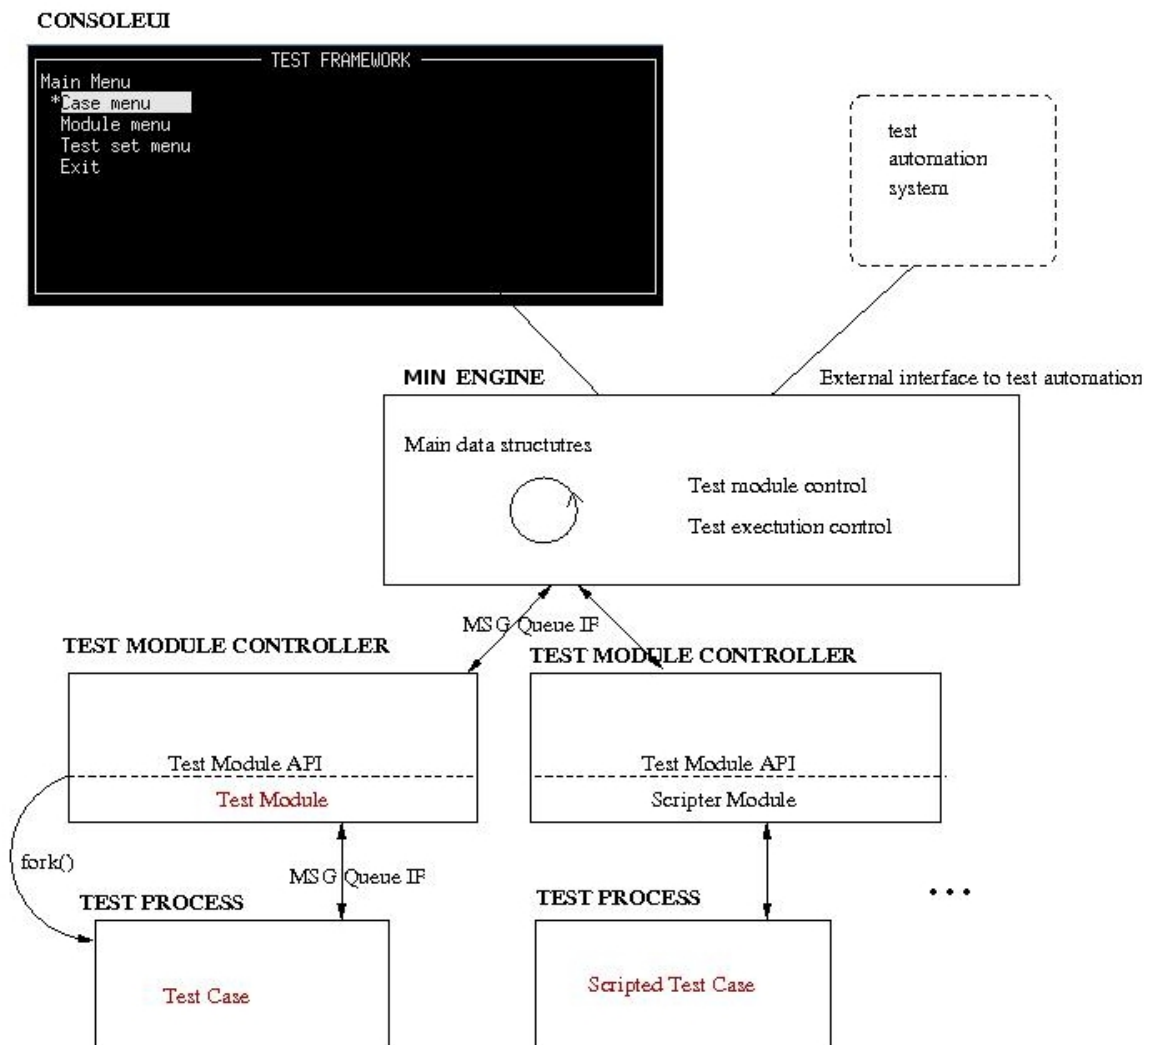 CONSOLEUI
TEST FRAMEWORK
Main Menu
*Case menu
Module menu
Test set menu
Exit
test
automation
system
MIN ENGINE
External interface to test automation
Main data structutres
Test module control
Test exectution control
MSG Queue IF
TEST MODULE CONTROLLER
TEST MODULE CONTROLLER
Test Module API
Test Module
Test Module API
Scripter Module
fork()
MSG Queue IF
TEST PROCESS
TEST PROCESS
...
Test Case
Scripted Test Case